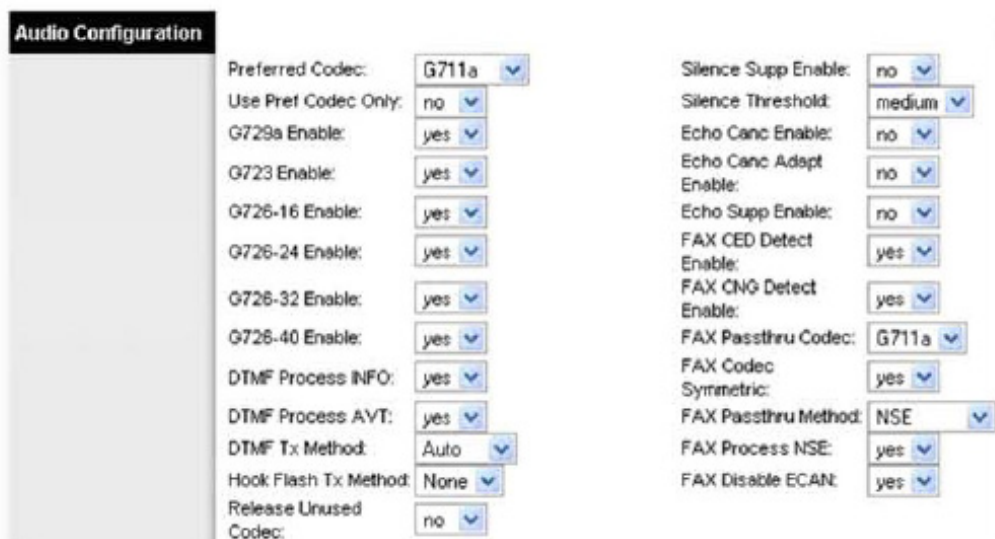 Audio Configuration
Preferred Codec: G711a
Silence Supp Enable: no
Use Pref Codec Only: no
Silence Threshold: medium
G729a Enable: yes
Echo Canc Enable: no
G723 Enable: yes
Echo Canc Adapt
Enable: no
G726-16 Enable: yes
Echo Supp Enable: no
G726-24 Enable: yes
FAX CED Detect
Enable: yes
G726-32 Enable: yes
FAX CNG Detect
Enable: yes
G726-40 Enable: yes
FAX Passthru Codec: G711a
DTMF Process INFO: yes
FAX Codec
Symmetric: yes
DTMF Process AVT: yes
FAX Passthru Method: NSE
DTMF Tx Method: Auto
FAX Process NSE: yes
Hook Flash Tx Method: None
FAX Disable ECAN: yes
Release Unused
Codec: no